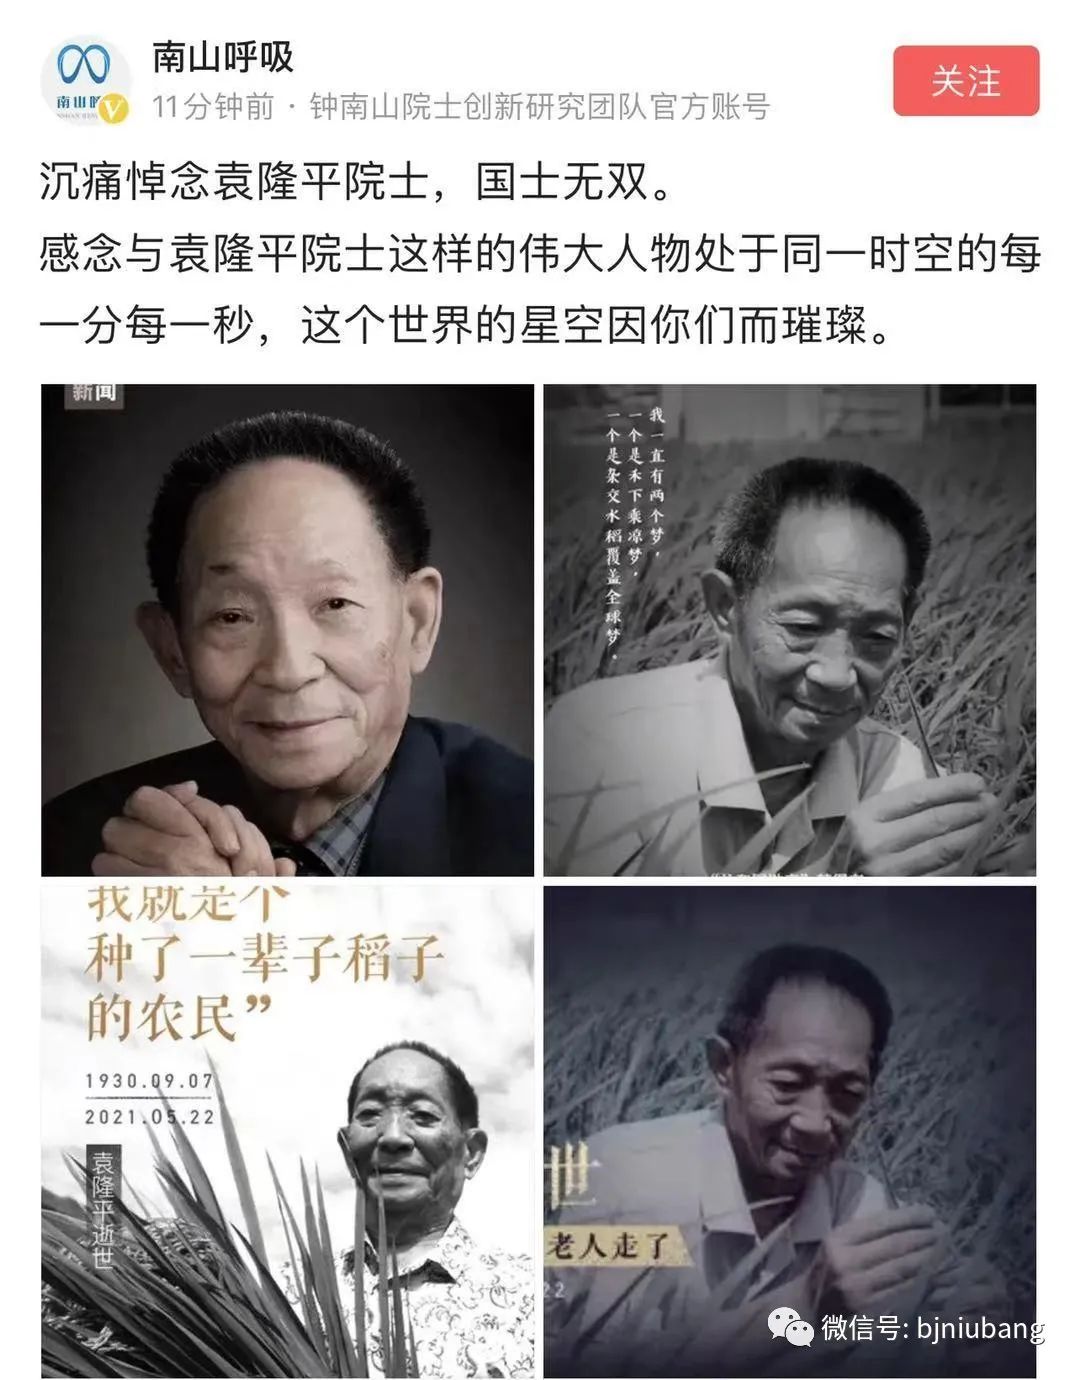 南山呼吸
11分钟前 · 钟南山院士创新研究团队官方账号
关注
沉痛悼念袁隆平院士，国士无双。
感念与袁隆平院士这样的伟大人物处于同一时空的每
一分每一秒，这个世界的星空因你们而璀璨。
新闻
我一直有两个梦，
一个是禾下乘凉梦，
一个是杂交水稻覆盖全球梦。
我就是个
种了一辈子稻子
的农民”
1930.09.07
2021.05.22
袁隆平逝世
世
老人走了
22
微信号: bjniubang